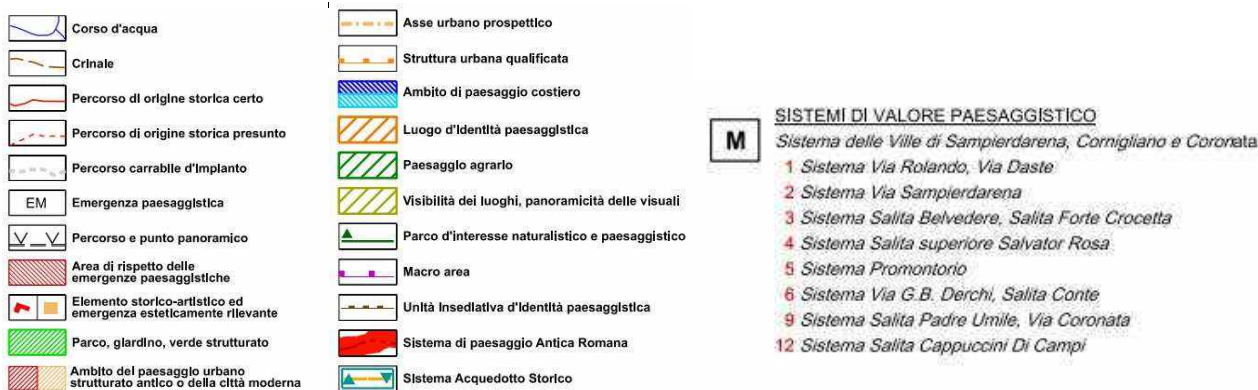 Corso d'acqua
Crinale
Percorso di origine storica certo
Percorso di origine storica presunto
Percorso carrabile d'impianto
EM Emergenza paesaggistica
Percorso e punto panoramico
Area di rispetto delle
emergenze paesaggistiche
Elemento storico-artistico ed
emergenza esteticamente rilevante
Parco, giardino, verde strutturato
Ambito del paesaggio urbano
strutturato antico o della città moderna
Asse urbano prospettico
Struttura urbana qualificata
Ambito di paesaggio costiero
Luogo d'identità paesaggistica
Paesaggio agrario
Visibilità dei luoghi, panoramicità delle visuali
Parco d'interesse naturalistico e paesaggistico
Macro area
Unità insediativa d'identità paesaggistica
Sistema di paesaggio Antica Romana
Sistema Acquedotto Storico
SISTEMI DI VALORE PAESAGGISTICO
M Sistema delle Ville di Sampierdarena, Cornigliano e Coronata
1 Sistema Via Rolando, Via Daste
2 Sistema Via Sampierdarena
3 Sistema Salita Belvedere, Salita Forte Crocetta
4 Sistema Salita superiore Salvator Rosa
5 Sistema Promontorio
6 Sistema Via G.B. Derchi, Salita Conte
9 Sistema Salita Padre Umile, Via Coronata
12 Sistema Salita Cappuccini Di Campi